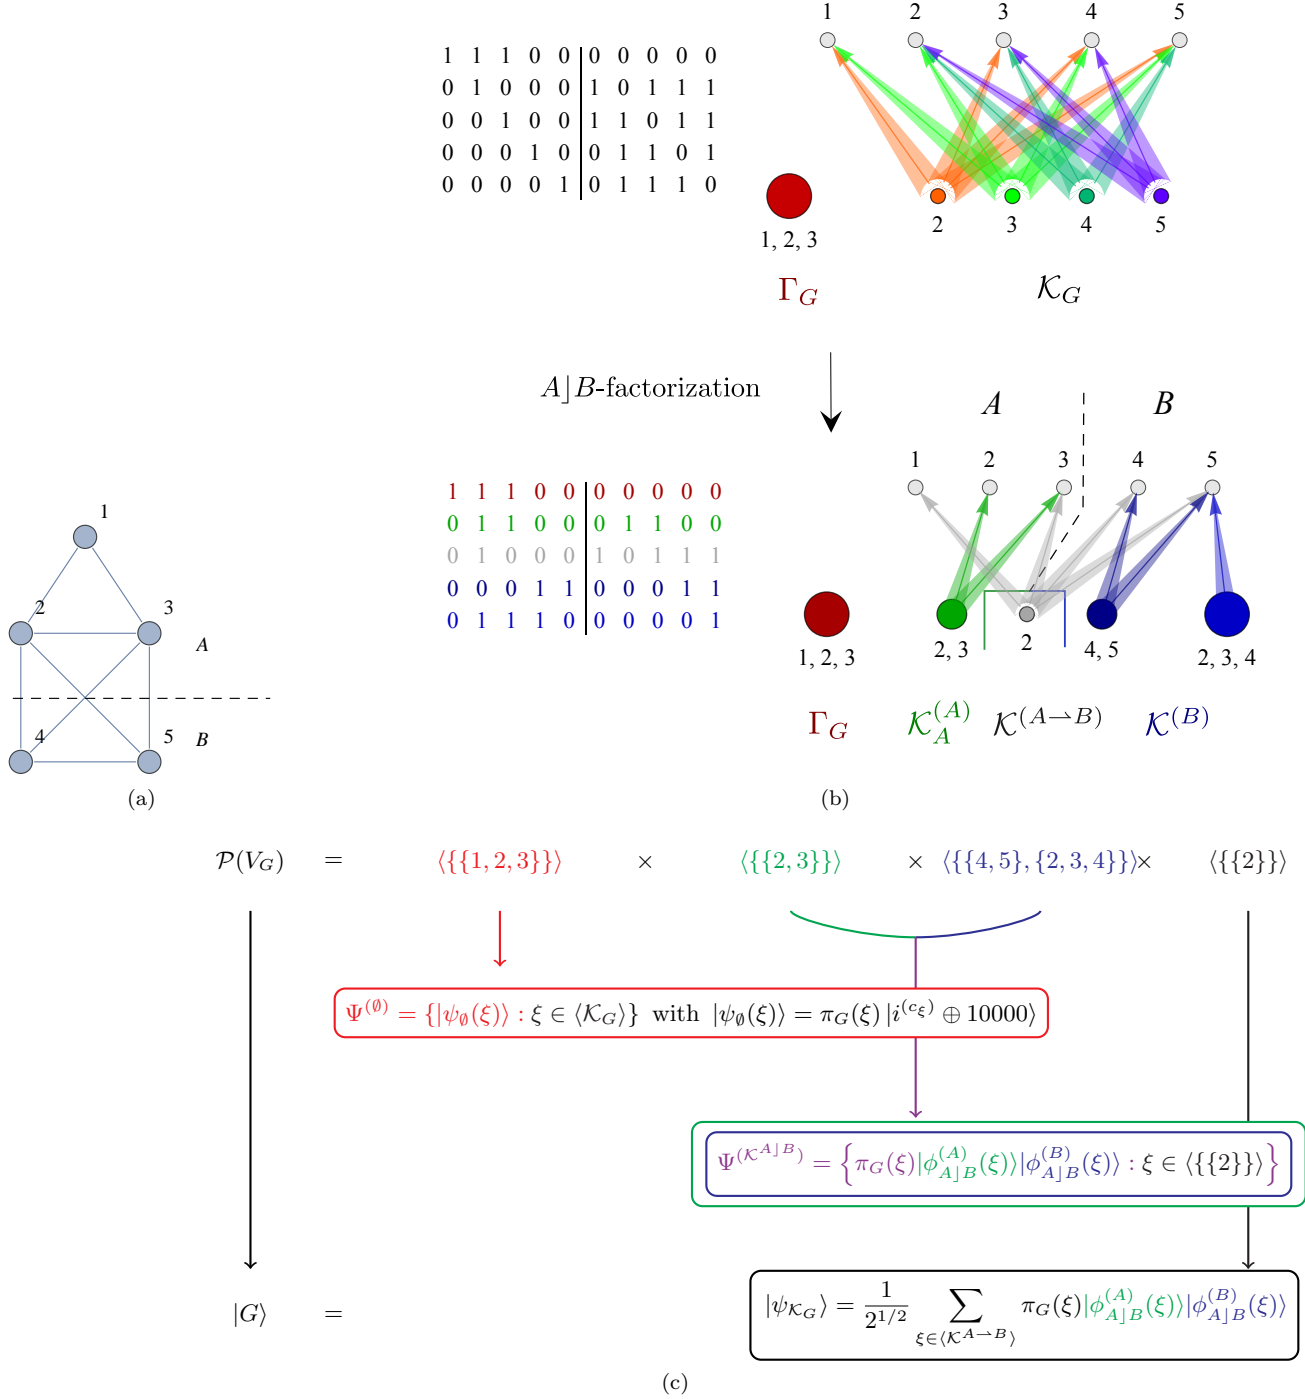 1 2 3 4 5
1 1 1 0 0 0 0 0 0 0
0 1 0 0 0 1 0 1 1 1
0 0 1 0 0 1 1 0 1 1
0 0 0 1 0 0 1 1 0 1
0 0 0 0 1 0 1 1 1 0
1, 2, 3
2 3 4 5
Γ_G
𝒦_G
A⌋B-factorization
A B
1 2 3 4 5
1 1 1 0 0 0 0 0 0 0
0 1 1 0 0 0 1 1 0 0
0 1 0 0 0 1 0 1 1 1
0 0 0 1 1 0 0 0 1 1
0 1 1 1 0 0 0 0 0 1
1, 2, 3
2, 3
2
4, 5
2, 3, 4
Γ_G
𝒦_A^{(A)}
𝒦^{(A⇀B)}
𝒦^{(B)}
1
2 3
A
4 5
B
(a)
(b)
𝒫(V_G) = ⟨{{1, 2, 3}}⟩ × ⟨{{2, 3}}⟩ × ⟨{{4, 5}, {2, 3, 4}}⟩ × ⟨{{2}}⟩
Ψ^{(∅)} = {|ψ_∅(ξ)⟩ : ξ ∈ ⟨𝒦_G⟩} with |ψ_∅(ξ)⟩ = π_G(ξ) |i^{(c_ξ)} ⊕ 10000⟩
Ψ^{(𝒦^{A⌋B})} = {π_G(ξ)|φ_{A⌋B}^{(A)}(ξ)⟩|φ_{A⌋B}^{(B)}(ξ)⟩ : ξ ∈ ⟨{{2}}⟩}
|G⟩ = |ψ_{𝒦_G}⟩ = \frac{1}{2^{1/2}} ∑_{ξ∈⟨𝒦^{A⇀B}⟩} π_G(ξ)|φ_{A⌋B}^{(A)}(ξ)⟩|φ_{A⌋B}^{(B)}(ξ)⟩
(c)